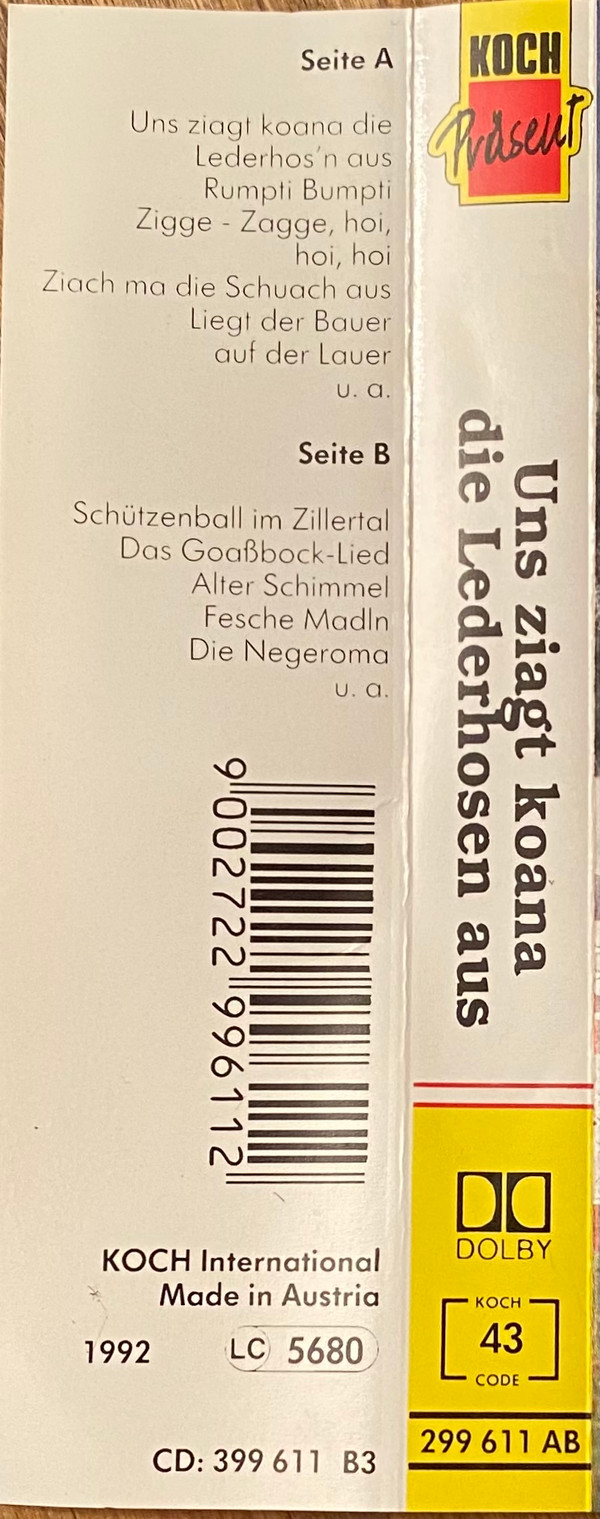 Seite A
Uns ziagt koana die
Lederhos'n aus
Rumpti Bumpti
Zigge - Zagge, hoi,
hoi, hoi
Ziach ma die Schuach aus
Liegt der Bauer
auf der Lauer
u. a.
Seite B
Schützenball im Zillertal
Das Goaßbock-Lied
Alter Schimmel
Fesche Madln
Die Negeroma
u. a.
9 002722 996112
KOCH International
Made in Austria
1992 LC 5680
CD: 399 611 B3
KOCH
Präsent
Uns ziagt koana
die Lederhosen aus
DOLBY
KOCH
43
CODE
299 611 AB